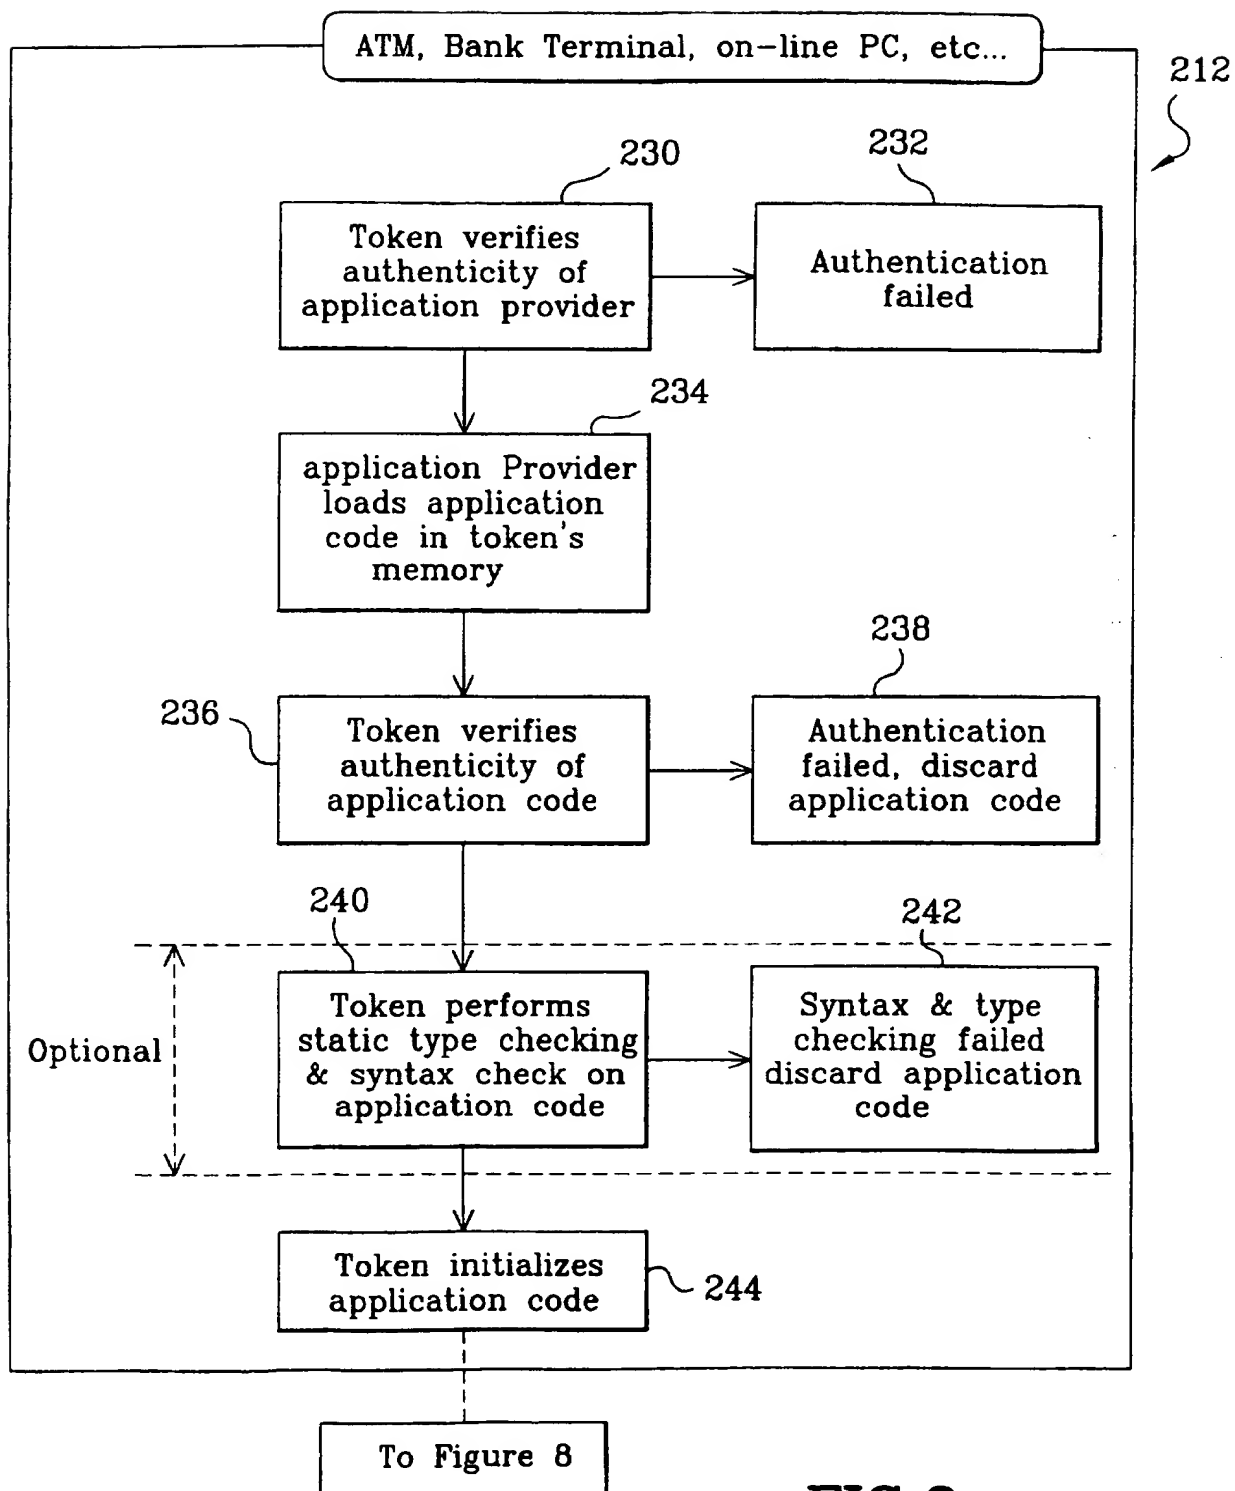 ATM, Bank Terminal, on-line PC, etc...
212
230
232
Token verifies
authenticity of
application provider
Authentication
failed
234
application Provider
loads application
code in token's
memory
238
236
Token verifies
authenticity of
application code
Authentication
failed, discard
application code
240
242
Optional
Token performs
static type checking
& syntax check on
application code
Syntax & type
checking failed
discard application
code
Token initializes
application code
244
To Figure 8